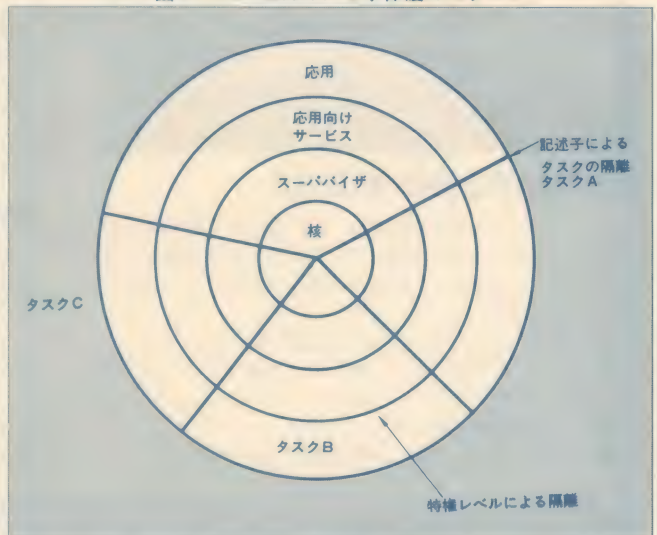 応用
応用向け
サービス
スーパバイザ
核
記述子による
タスクの隔離
タスクA
タスクC
タスクB
特権レベルによる隔離